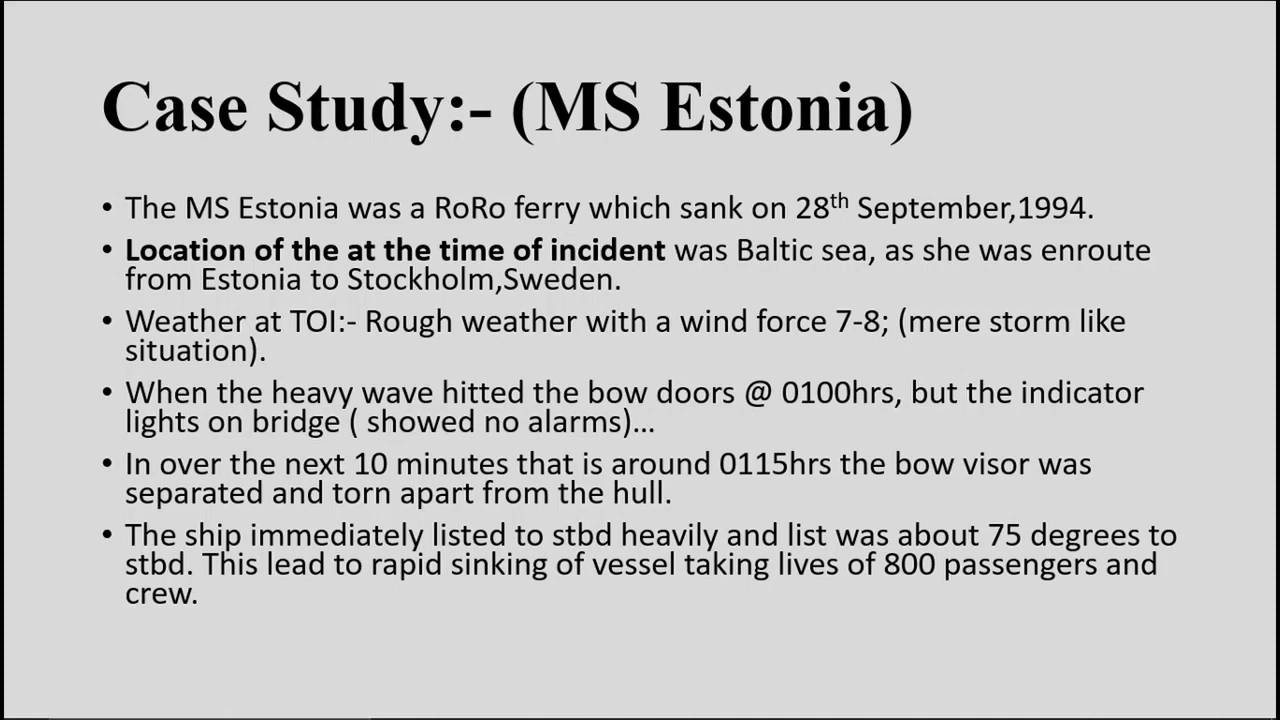 Case Study:- (MS Estonia)
• The MS Estonia was a RoRo ferry which sank on 28th September,1994.
• Location of the at the time of incident was Baltic sea, as she was enroute
from Estonia to Stockholm,Sweden.
• Weather at TOI:- Rough weather with a wind force 7-8; (mere storm like
situation).
• When the heavy wave hitted the bow doors @ 0100hrs, but the indicator
lights on bridge ( showed no alarms)...
• In over the next 10 minutes that is around 0115hrs the bow visor was
separated and torn apart from the hull.
• The ship immediately listed to stbd heavily and list was about 75 degrees to
stbd. This lead to rapid sinking of vessel taking lives of 800 passengers and
crew.